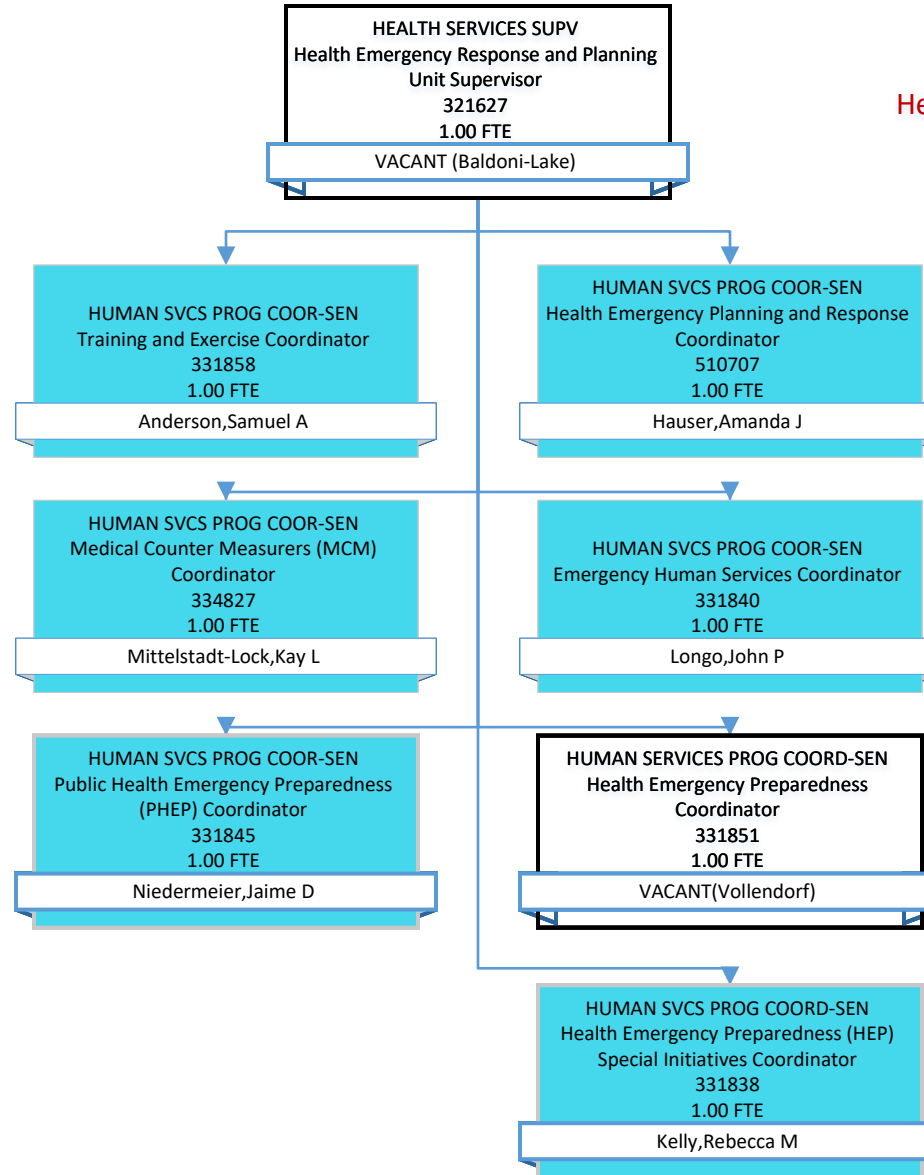 HEALTH SERVICES SUPV
Health Emergency Response and Planning
Unit Supervisor
321627
1.00 FTE
VACANT (Baldoni-Lake)
He
HUMAN SVCS PROG COOR-SEN
Training and Exercise Coordinator
331858
1.00 FTE
Anderson,Samuel A
HUMAN SVCS PROG COOR-SEN
Health Emergency Planning and Response
Coordinator
510707
1.00 FTE
Hauser,Amanda J
HUMAN SVCS PROG COOR-SEN
Medical Counter Measurers (MCM)
Coordinator
334827
1.00 FTE
Mittelstadt-Lock,Kay L
HUMAN SVCS PROG COOR-SEN
Emergency Human Services Coordinator
331840
1.00 FTE
Longo,John P
HUMAN SVCS PROG COOR-SEN
Public Health Emergency Preparedness
(PHEP) Coordinator
331845
1.00 FTE
Niedermeier,Jaime D
HUMAN SERVICES PROG COORD-SEN
Health Emergency Preparedness
Coordinator
331851
1.00 FTE
VACANT(Vollendorf)
HUMAN SVCS PROG COORD-SEN
Health Emergency Preparedness (HEP)
Special Initiatives Coordinator
331838
1.00 FTE
Kelly,Rebecca M